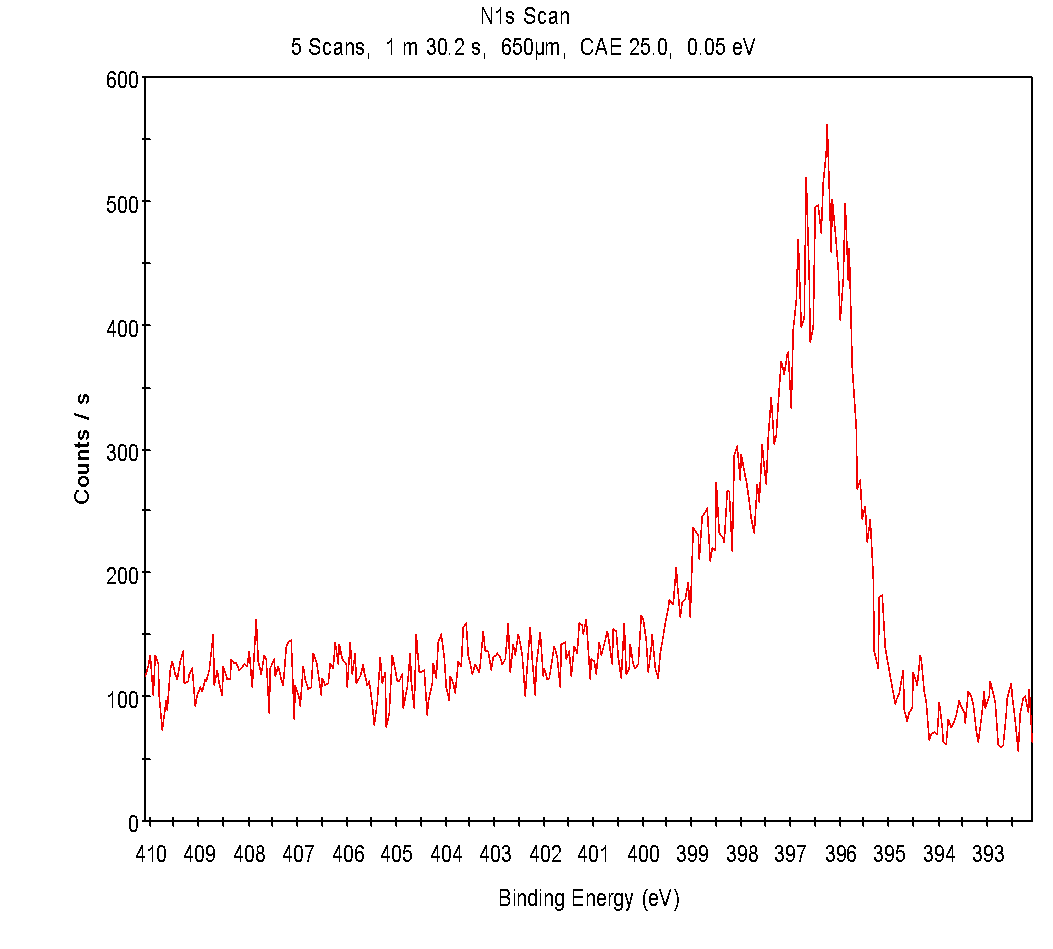 N1s Scan
5 Scans, 1 m 30.2 s, 650µm, CAE 25.0, 0.05 eV
600
500
400
300
200
100
0
Counts / s
410 409 408 407 406 405 404 403 402 401 400 399 398 397 396 395 394 393
Binding Energy (eV)